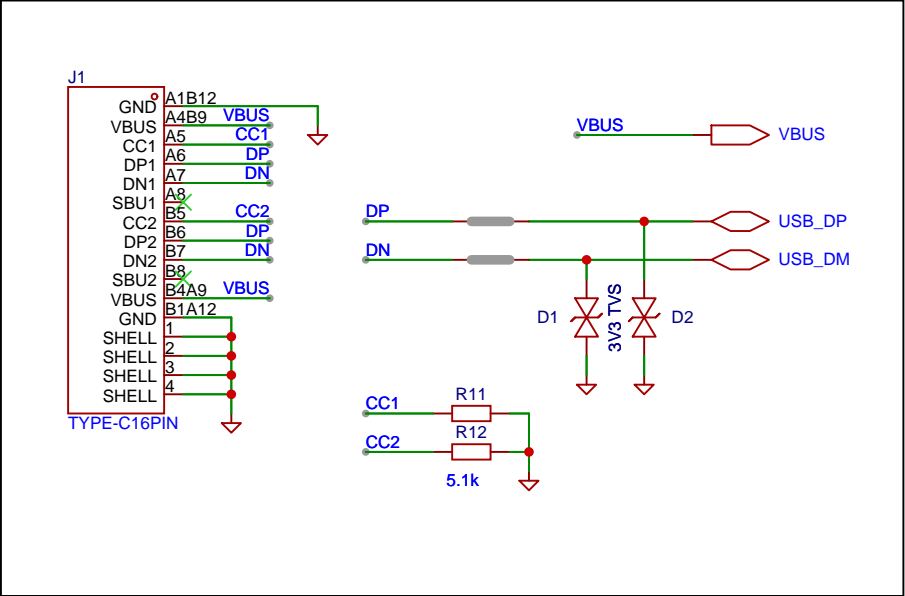 J1
GND A1B12
VBUS A4B9 VBUS
CC1 A5 CC1
DP1 A6 DP
DN1 A7 DN
SBU1 A8
CC2 B5 CC2
DP2 B6 DP
DN2 B7 DN
SBU2 B8
VBUS B4A9 VBUS
GND B1A12
SHELL 1
SHELL 2
SHELL 3
SHELL 4
TYPE-C16PIN
VBUS VBUS
DP USB_DP
DN USB_DM
D1 3V3 TVS D2
CC1 R11
CC2 R12
5.1k